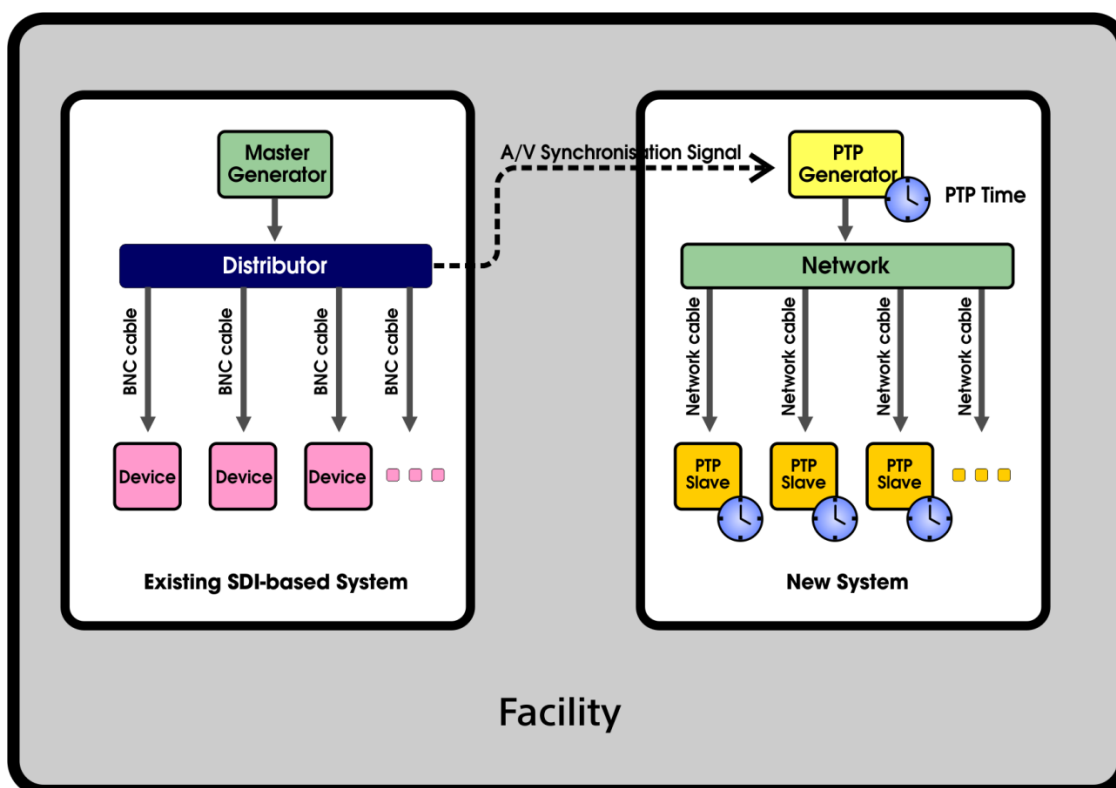 Master
Generator
Distributor
BNC cable
BNC cable
BNC cable
BNC cable
Device
Device
Device
Existing SDI-based System
A/V Synchronisation Signal
PTP
Generator
PTP Time
Network
Network cable
Network cable
Network cable
Network cable
PTP
Slave
PTP
Slave
PTP
Slave
New System
Facility